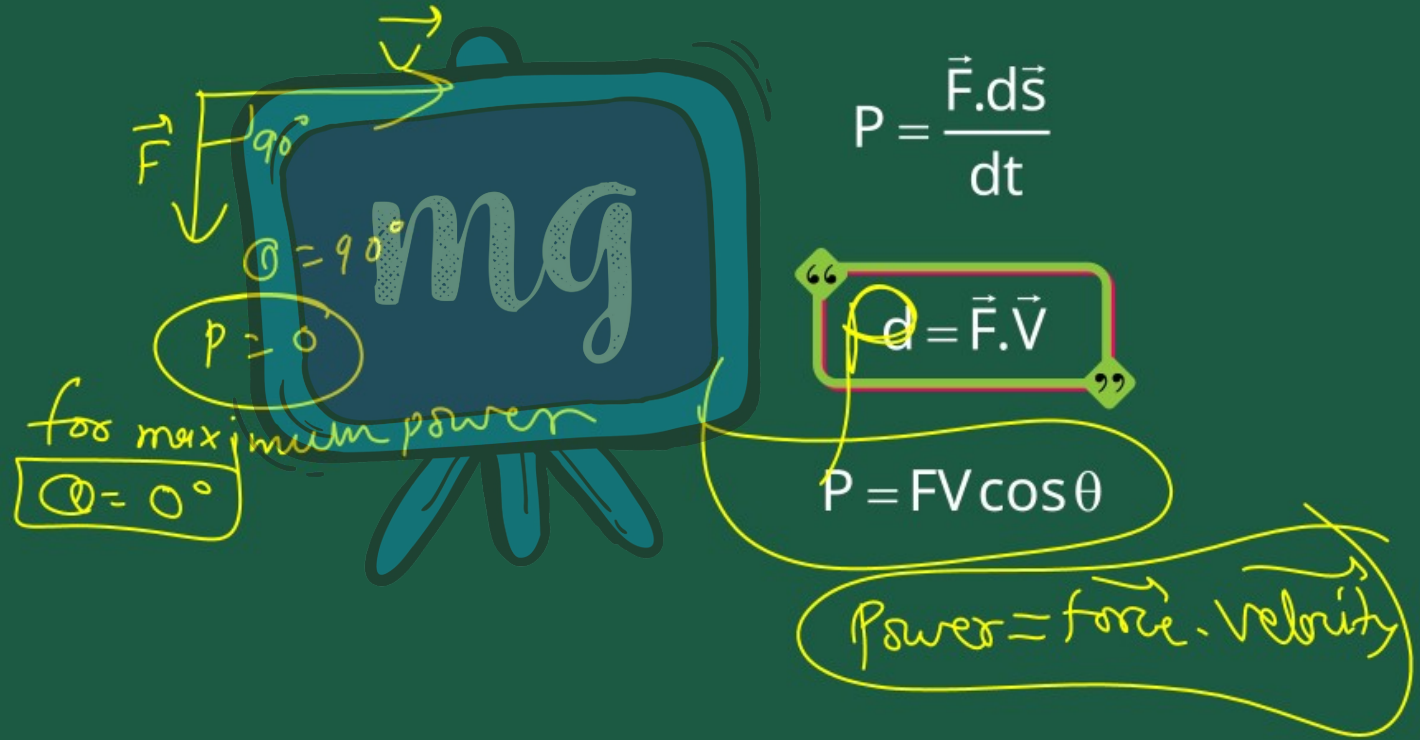 V⃗
F⃗
90°
θ = 90°
P = 0
for maximum power
θ = 0°
mg
P = F⃗.ds⃗ / dt
“
P
d = F⃗.V⃗
”
P = FV cos θ
Power = force⃗ . velocity⃗